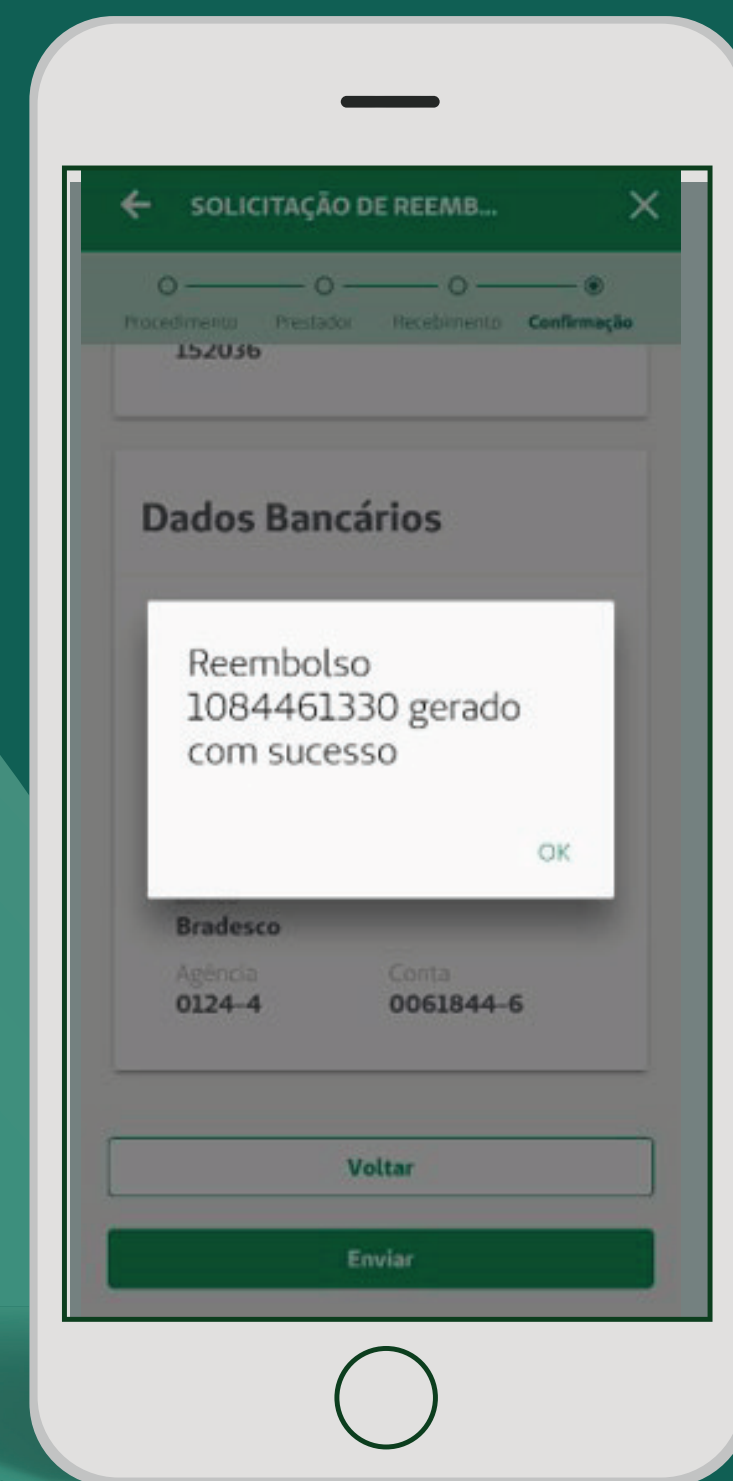 SOLICITAÇÃO DE REEMB...
Procedimento Prestador Recebimento Confirmação
152036
Dados Bancários
Reembolso
1084461330 gerado
com sucesso
OK
Bradesco
Agência Conta
0124-4 0061844-6
Voltar
Enviar